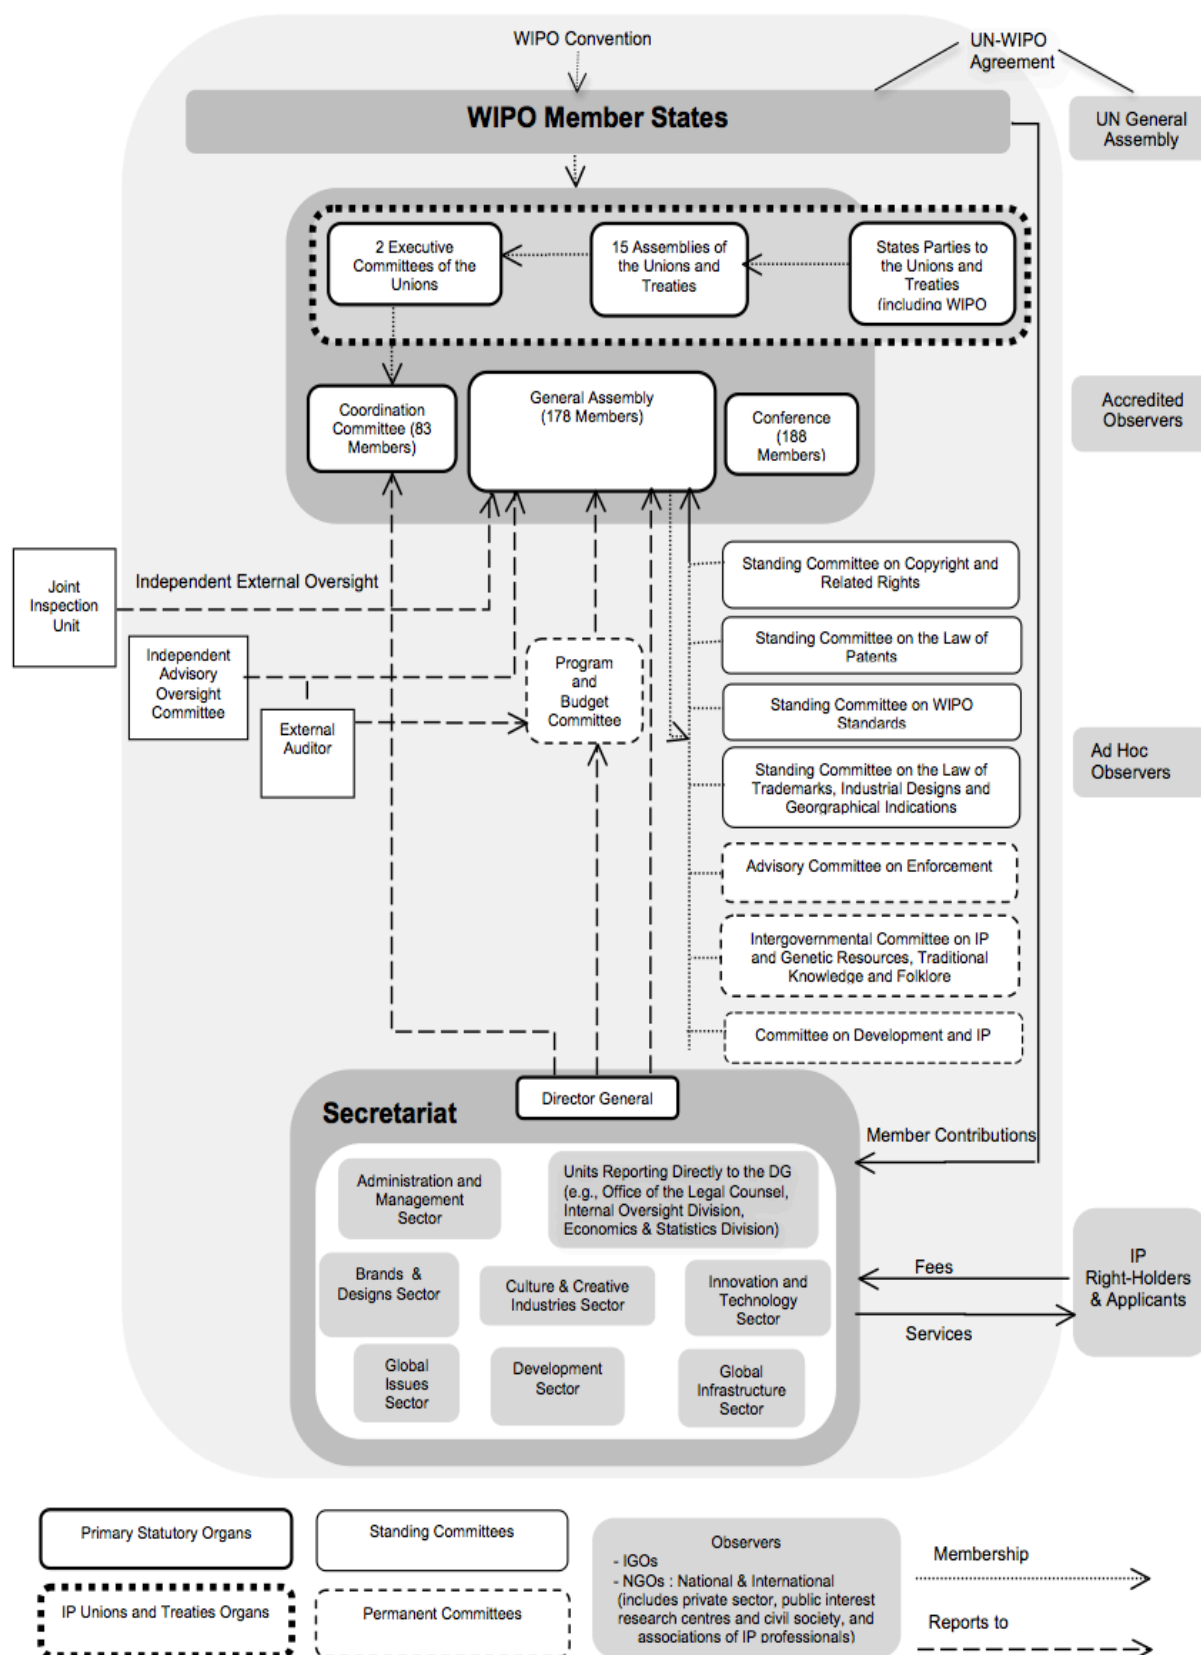 WIPO Convention
UN-WIPO
Agreement
WIPO Member States
UN General
Assembly
2 Executive
Committees of the
Unions
15 Assemblies of
the Unions and
Treaties
States Parties to
the Unions and
Treaties
(including WIPO
Coordination
Committee (83
Members)
General Assembly
(178 Members)
Conference
(188
Members)
Accredited
Observers
Joint
Inspection
Unit
Independent External Oversight
Independent
Advisory
Oversight
Committee
External
Auditor
Program
and
Budget
Committee
Standing Committee on Copyright and
Related Rights
Standing Committee on the Law of
Patents
Standing Committee on WIPO
Standards
Standing Committee on the Law of
Trademarks, Industrial Designs and
Georgraphical Indications
Ad Hoc
Observers
Advisory Committee on Enforcement
Intergovernmental Committee on IP
and Genetic Resources, Traditional
Knowledge and Folklore
Committee on Development and IP
Director General
Secretariat
Member Contributions
Administration and
Management
Sector
Units Reporting Directly to the DG
(e.g., Office of the Legal Counsel,
Internal Oversight Division,
Economics & Statistics Division)
Brands &
Designs Sector
Culture & Creative
Industries Sector
Innovation and
Technology
Sector
Fees
Services
IP
Right-Holders
& Applicants
Global
Issues
Sector
Development
Sector
Global
Infrastructure
Sector
Primary Statutory Organs
Standing Committees
IP Unions and Treaties Organs
Permanent Committees
Observers
- IGOs
- NGOs : National & International
(includes private sector, public interest
research centres and civil society, and
associations of IP professionals)
Membership
Reports to